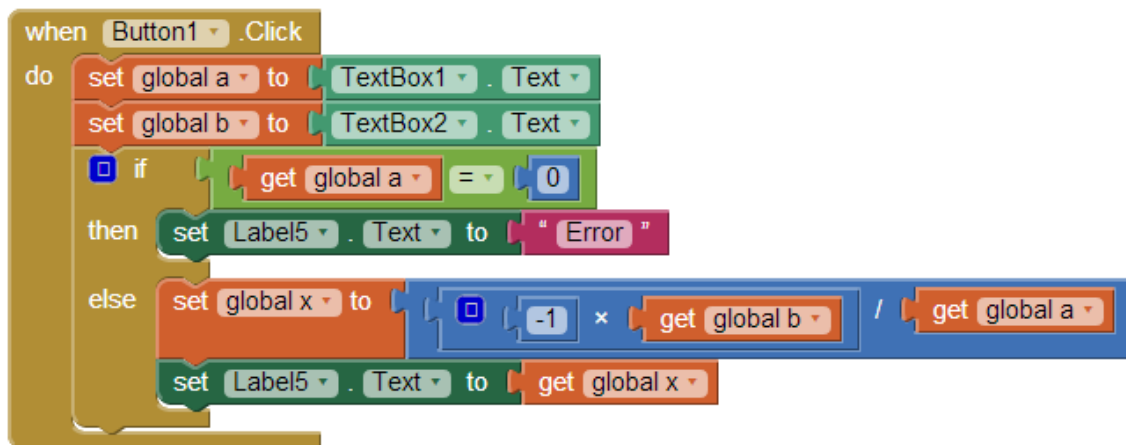 when Button1 .Click
do set global a to TextBox1 . Text
set global b to TextBox2 . Text
if get global a = 0
then set Label5 . Text to " Error "
else set global x to -1 × get global b / get global a
set Label5 . Text to get global x